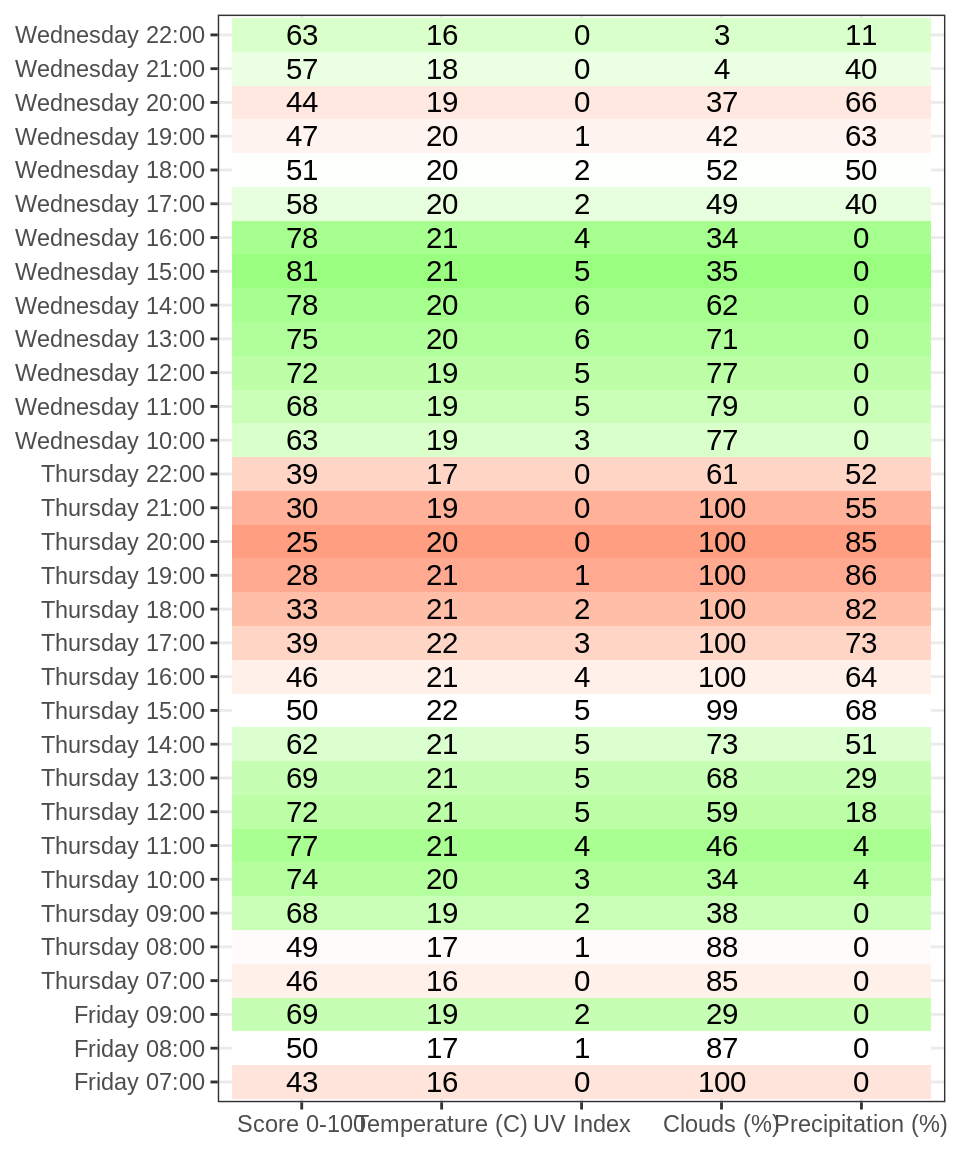 Wednesday 22:00 63 16 0 3 11
Wednesday 21:00 57 18 0 4 40
Wednesday 20:00 44 19 0 37 66
Wednesday 19:00 47 20 1 42 63
Wednesday 18:00 51 20 2 52 50
Wednesday 17:00 58 20 2 49 40
Wednesday 16:00 78 21 4 34 0
Wednesday 15:00 81 21 5 35 0
Wednesday 14:00 78 20 6 62 0
Wednesday 13:00 75 20 6 71 0
Wednesday 12:00 72 19 5 77 0
Wednesday 11:00 68 19 5 79 0
Wednesday 10:00 63 19 3 77 0
Thursday 22:00 39 17 0 61 52
Thursday 21:00 30 19 0 100 55
Thursday 20:00 25 20 0 100 85
Thursday 19:00 28 21 1 100 86
Thursday 18:00 33 21 2 100 82
Thursday 17:00 39 22 3 100 73
Thursday 16:00 46 21 4 100 64
Thursday 15:00 50 22 5 99 68
Thursday 14:00 62 21 5 73 51
Thursday 13:00 69 21 5 68 29
Thursday 12:00 72 21 5 59 18
Thursday 11:00 77 21 4 46 4
Thursday 10:00 74 20 3 34 4
Thursday 09:00 68 19 2 38 0
Thursday 08:00 49 17 1 88 0
Thursday 07:00 46 16 0 85 0
Friday 09:00 69 19 2 29 0
Friday 08:00 50 17 1 87 0
Friday 07:00 43 16 0 100 0
Score 0-100 Temperature (C) UV Index Clouds (%) Precipitation (%)